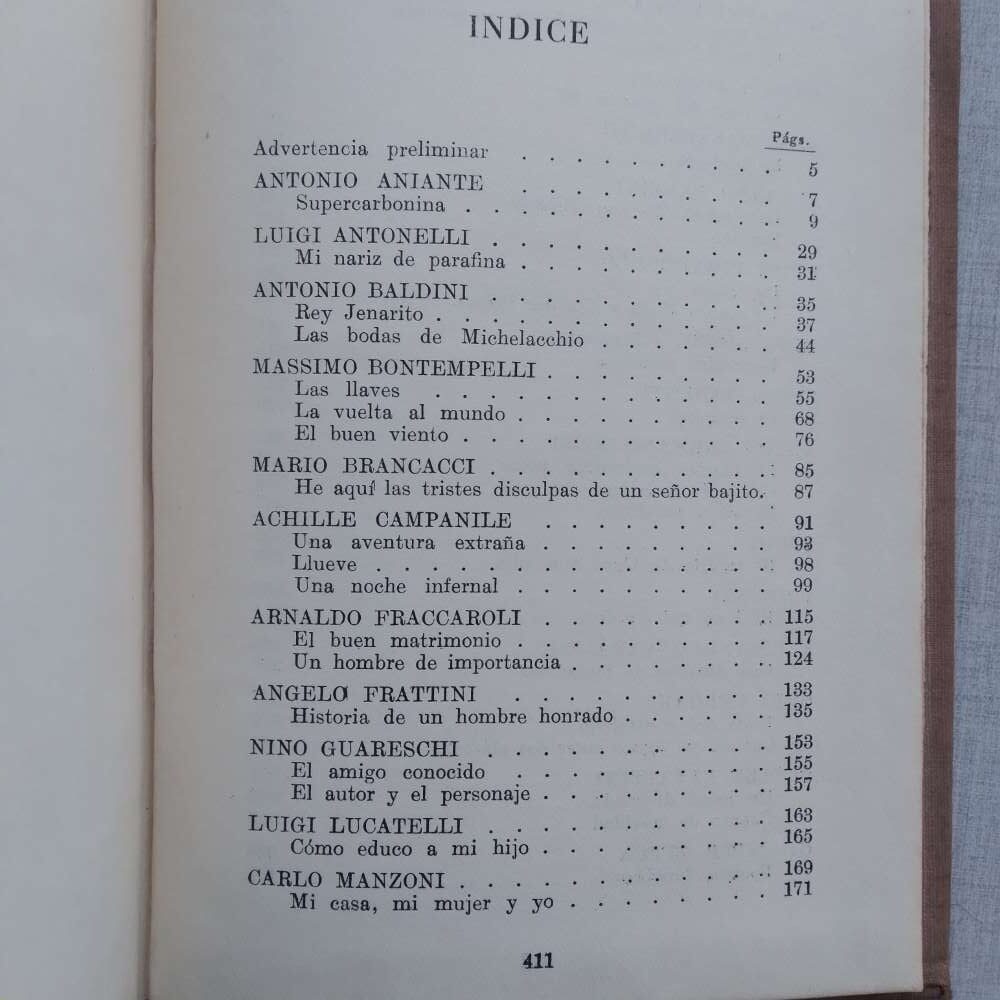 INDICE
Págs.
Advertencia preliminar . . . . . . . . . . 5
ANTONIO ANIANTE . . . . . . . . . . 7
Supercarbonina . . . . . . . . . . . . 9
LUIGI ANTONELLI . . . . . . . . . . . 29
Mi nariz de parafina . . . . . . . . . . 31
ANTONIO BALDINI . . . . . . . . . . . 35
Rey Jenarito . . . . . . . . . . . . . 37
Las bodas de Michelacchio . . . . . . . 44
MASSIMO BONTEMPELLI . . . . . . . . . 53
Las llaves . . . . . . . . . . . . . 55
La vuelta al mundo . . . . . . . . . . 68
El buen viento . . . . . . . . . . . . 76
MARIO BRANCACCI . . . . . . . . . . . 85
He aquí las tristes disculpas de un señor bajito. 87
ACHILLE CAMPANILE . . . . . . . . . 91
Una aventura extraña . . . . . . . . . 93
Llueve . . . . . . . . . . . . . . . 98
Una noche infernal . . . . . . . . . . 99
ARNALDO FRACCAROLI . . . . . . . . . 115
El buen matrimonio . . . . . . . . . . 117
Un hombre de importancia . . . . . . . . 124
ANGELO FRATTINI . . . . . . . . . . 133
Historia de un hombre honrado . . . . . . 135
NINO GUARESCHI . . . . . . . . . . . 153
El amigo conocido . . . . . . . . . . 155
El autor y el personaje . . . . . . . . . 157
LUIGI LUCATELLI . . . . . . . . . . . 163
Cómo educo a mi hijo . . . . . . . . . 165
CARLO MANZONI . . . . . . . . . . . . 169
Mi casa, mi mujer y yo . . . . . . . . 171
411